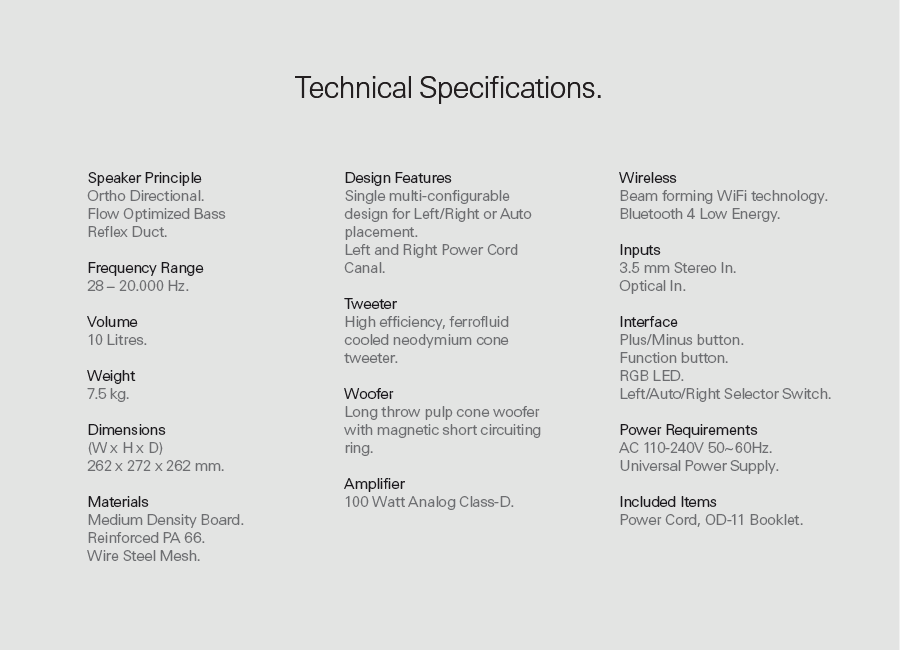 Technical Specifications.
Speaker Principle
Ortho Directional.
Flow Optimized Bass
Reflex Duct.
Frequency Range
28 – 20.000 Hz.
Volume
10 Litres.
Weight
7.5 kg.
Dimensions
(W x H x D)
262 x 272 x 262 mm.
Materials
Medium Density Board.
Reinforced PA 66.
Wire Steel Mesh.
Design Features
Single multi-configurable
design for Left/Right or Auto
placement.
Left and Right Power Cord
Canal.
Tweeter
High efficiency, ferrofluid
cooled neodymium cone
tweeter.
Woofer
Long throw pulp cone woofer
with magnetic short circuiting
ring.
Amplifier
100 Watt Analog Class-D.
Wireless
Beam forming WiFi technology.
Bluetooth 4 Low Energy.
Inputs
3.5 mm Stereo In.
Optical In.
Interface
Plus/Minus button.
Function button.
RGB LED.
Left/Auto/Right Selector Switch.
Power Requirements
AC 110-240V 50~60Hz.
Universal Power Supply.
Included Items
Power Cord, OD-11 Booklet.